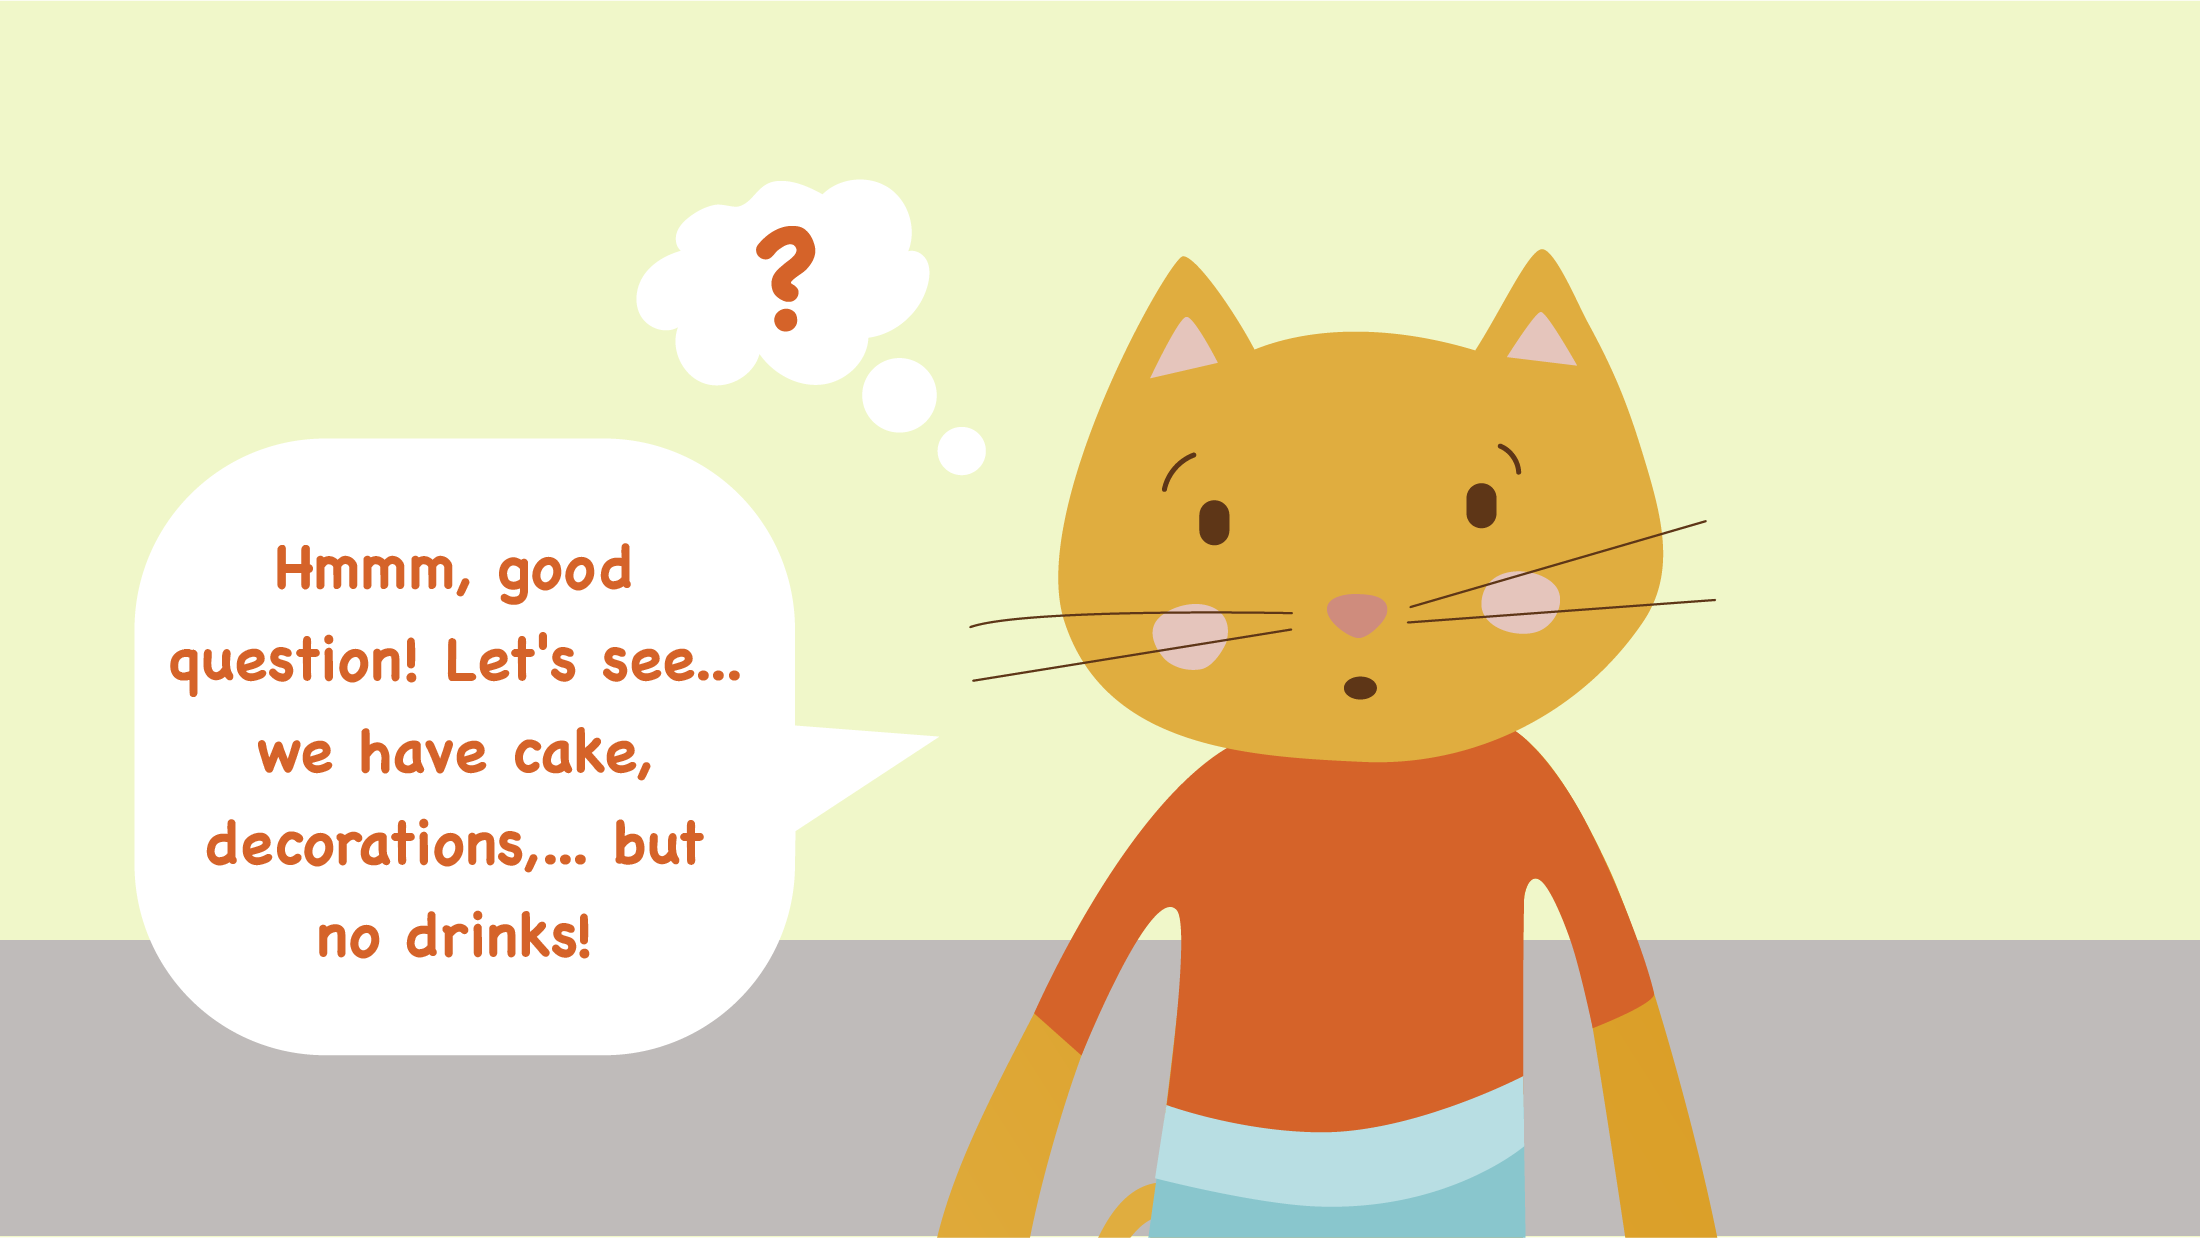 ?
Hmmm, good
question! Let's see...
we have cake,
decorations,... but
no drinks!